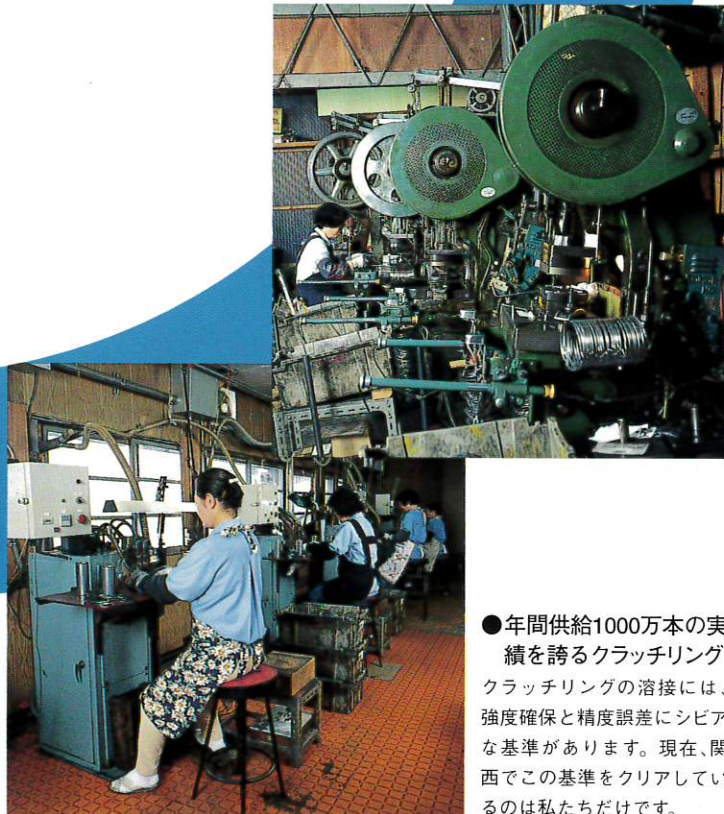 ●年間供給1000万本の実
績を誇るクラッチリング
クラッチリングの溶接には、
強度確保と精度誤差にシビア
な基準があります。現在、関
西でこの基準をクリアしてい
るのは私たちだけです。